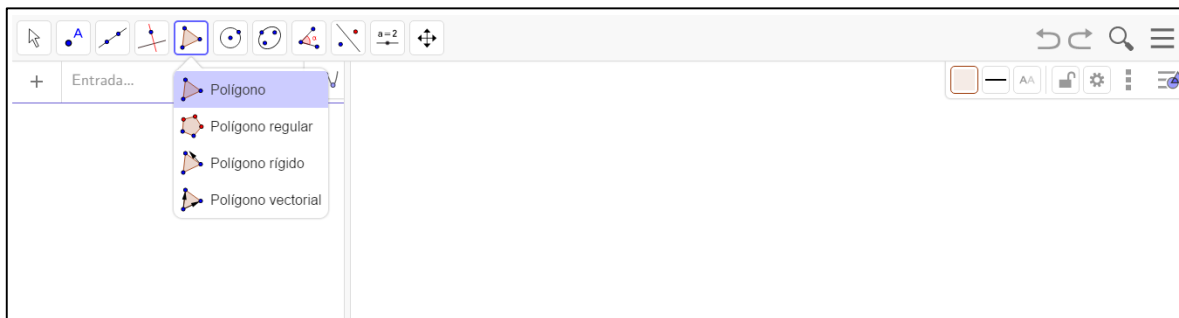 A
α
a=2
+ Entrada...
AA
Polígono
Polígono regular
Polígono rígido
Polígono vectorial